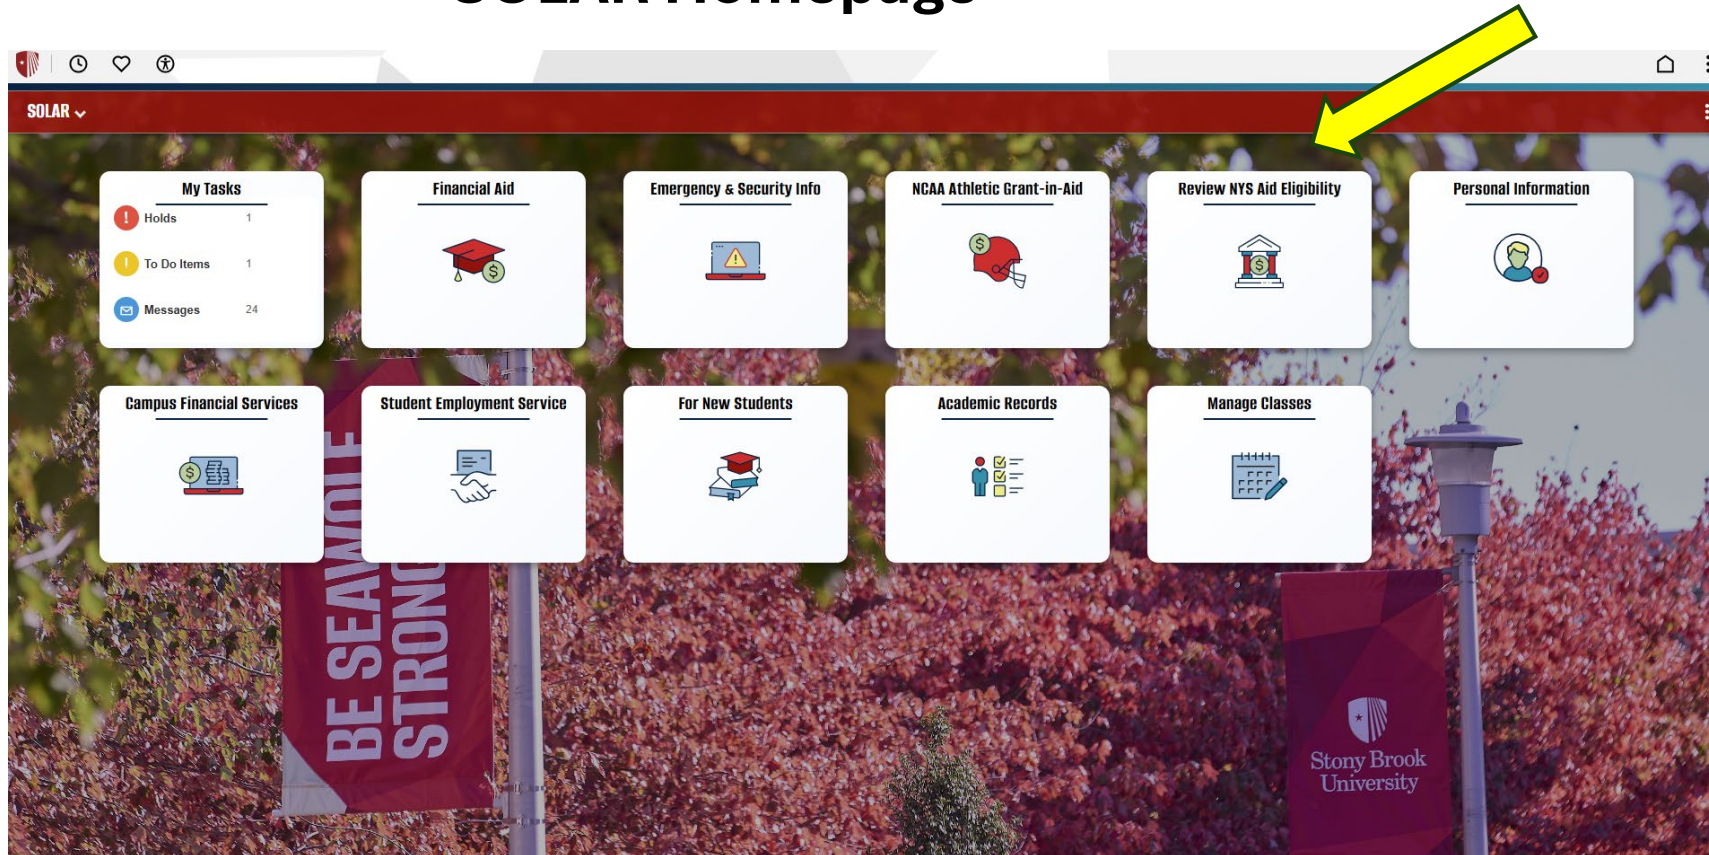 SOLAR Homepage
SOLAR
My Tasks
Holds 1
To Do Items 1
Messages 24
Financial Aid
Emergency & Security Info
NCAA Athletic Grant-in-Aid
Review NYS Aid Eligibility
Personal Information
Campus Financial Services
Student Employment Service
For New Students
Academic Records
Manage Classes
BE SEAWOLF
STRONG
Stony Brook
University